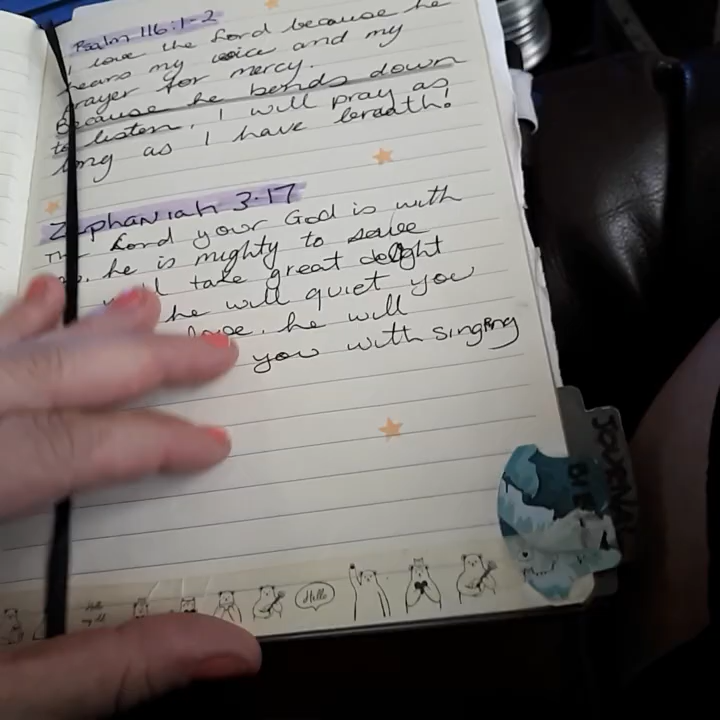 Psalm 116:1-2
I love the Lord because he
hears my voice and my
prayer for mercy.
Because he bends down
to listen, I will pray as
long as I have breath!
Zephaniah 3:17
The Lord your God is with
he is mighty to save
take great delight
he will quiet you
love. he will
you with singing
JOURNAL
Hello
Hello